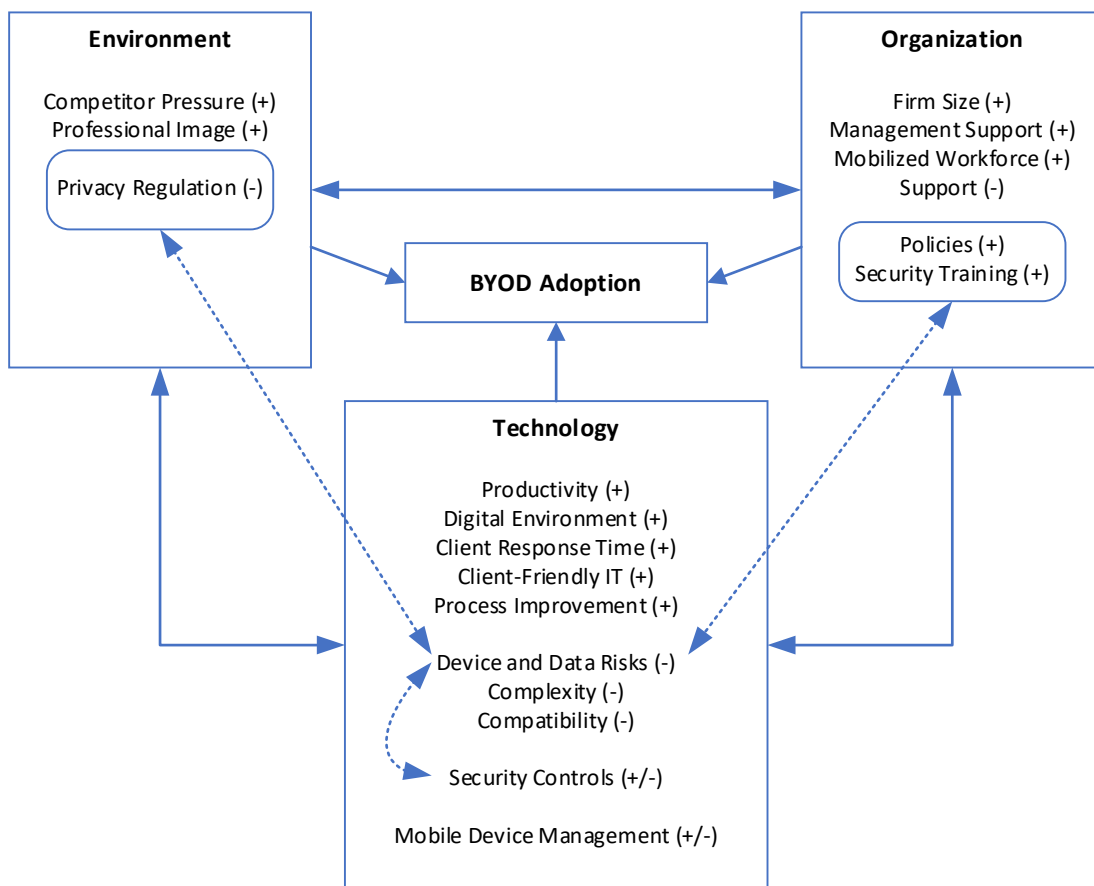 Environment
Competitor Pressure (+)
Professional Image (+)
Privacy Regulation (-)
Organization
Firm Size (+)
Management Support (+)
Mobilized Workforce (+)
Support (-)
Policies (+)
Security Training (+)
BYOD Adoption
Technology
Productivity (+)
Digital Environment (+)
Client Response Time (+)
Client-Friendly IT (+)
Process Improvement (+)
Device and Data Risks (-)
Complexity (-)
Compatibility (-)
Security Controls (+/-)
Mobile Device Management (+/-)